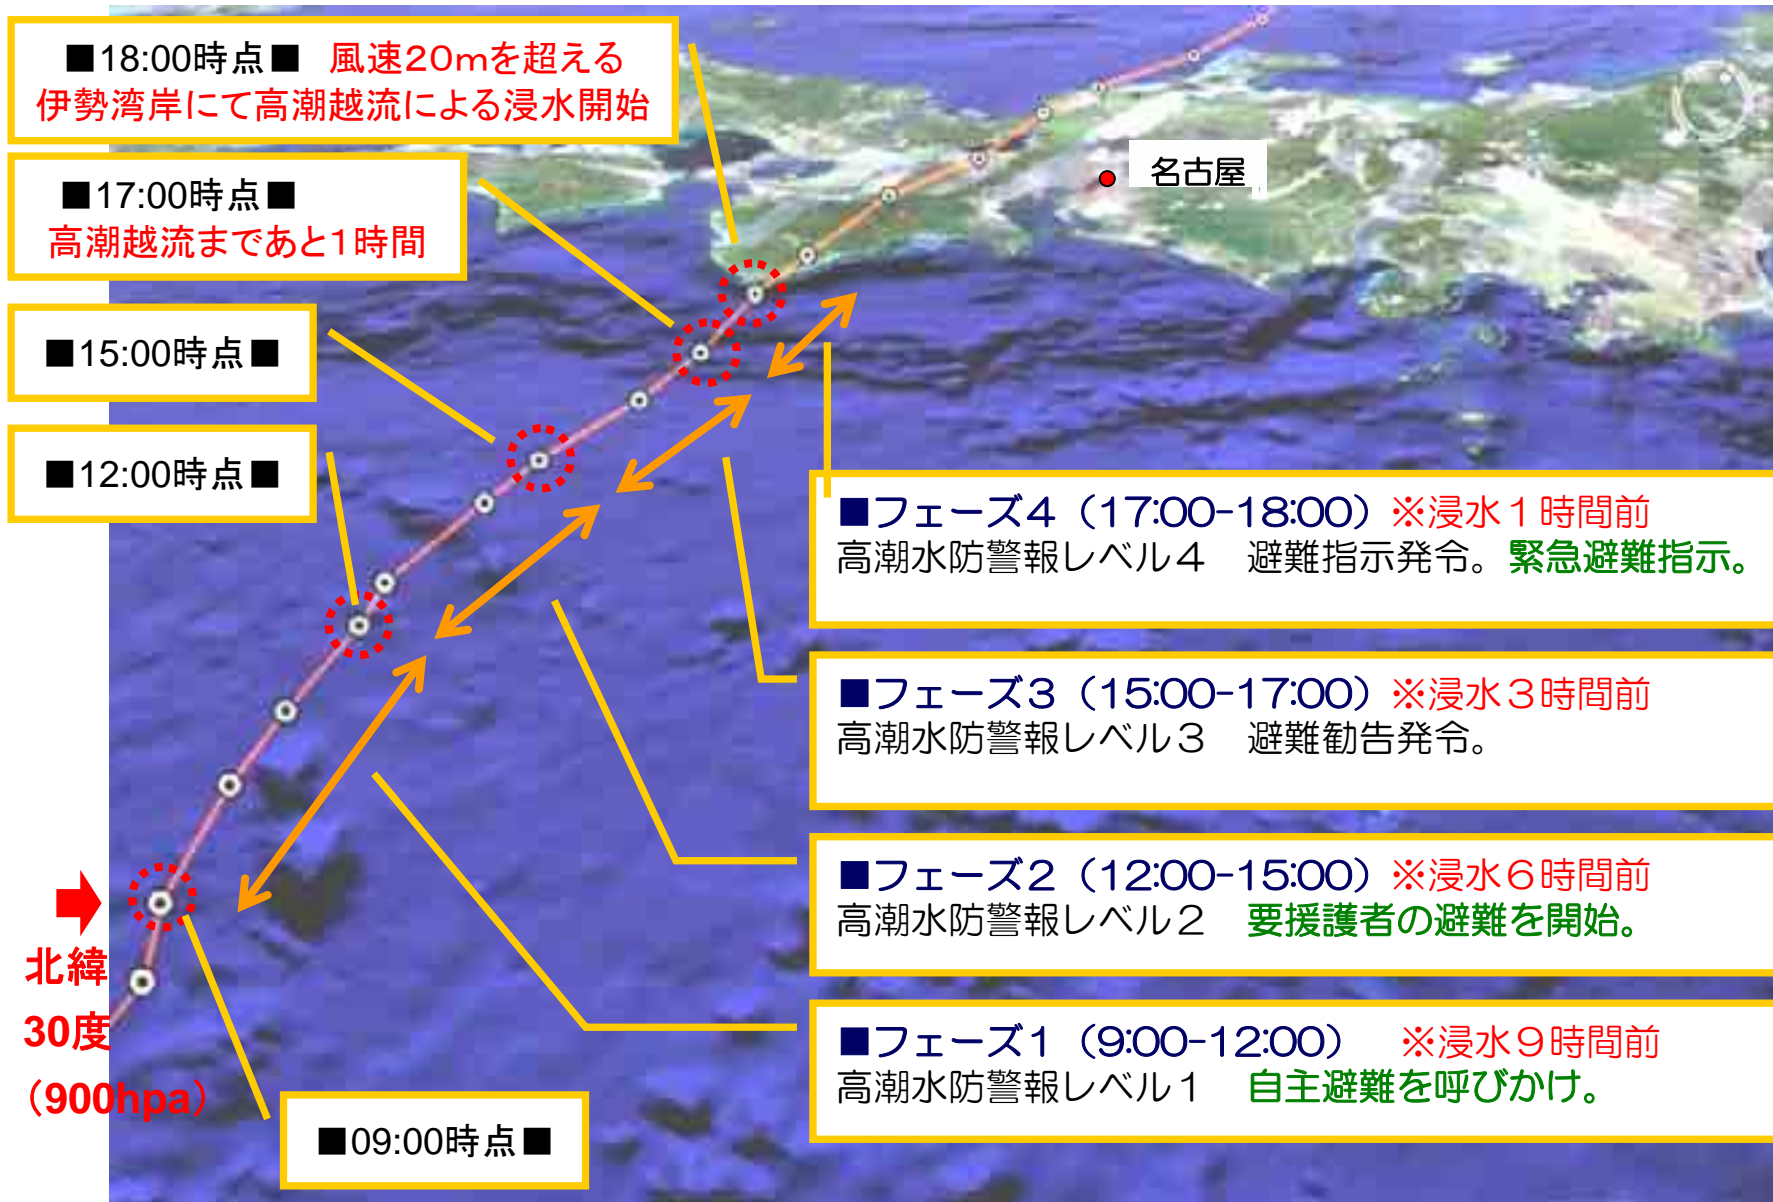 ■18:00時点■　風速20mを超える
伊勢湾岸にて高潮越流による浸水開始
■17:00時点■
高潮越流まであと1時間
■15:00時点■
■12:00時点■
名古屋
■フェーズ4（17:00-18:00）※浸水1時間前
高潮水防警報レベル4　避難指示発令。緊急避難指示。
■フェーズ3（15:00-17:00）※浸水3時間前
高潮水防警報レベル3　避難勧告発令。
■フェーズ2（12:00-15:00）※浸水6時間前
高潮水防警報レベル2　要援護者の避難を開始。
■フェーズ1（9:00-12:00）　※浸水9時間前
高潮水防警報レベル1　自主避難を呼びかけ。
北緯
30度
（900hpa）
■09:00時点■